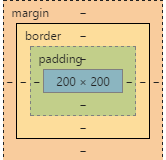 margin
–
border
–
padding–
– – – 200 × 200 – – –
–
–
–